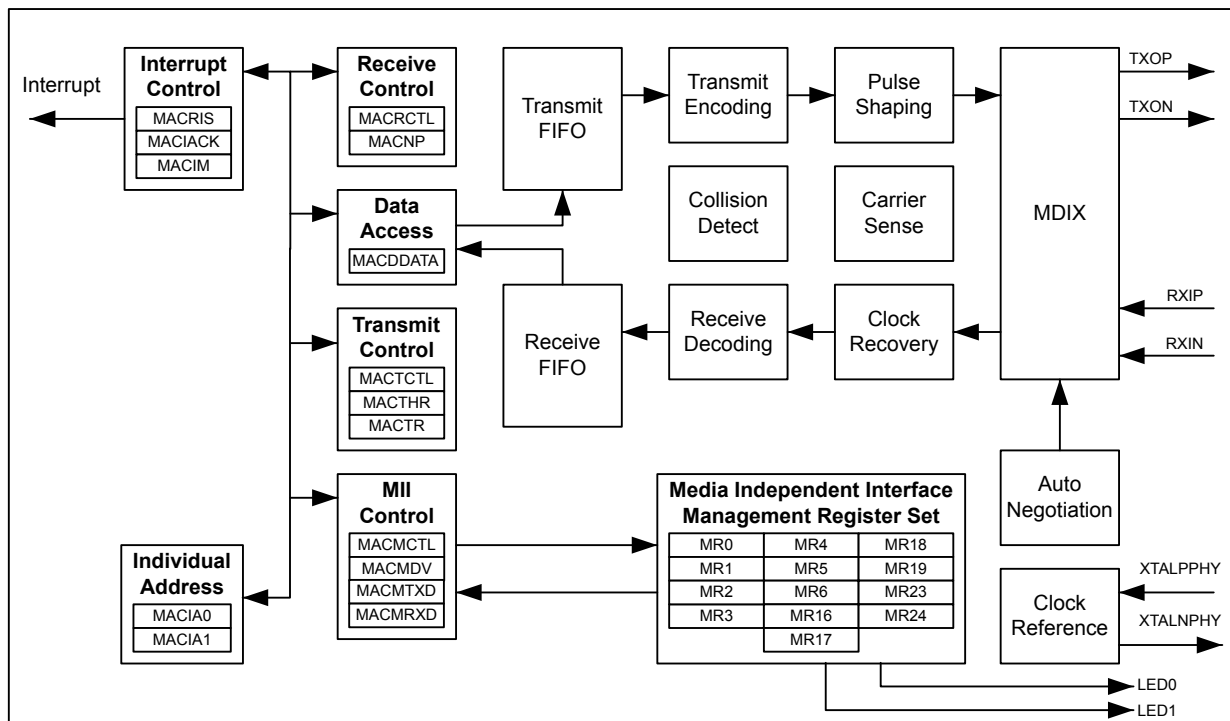 Interrupt
Interrupt
Control
MACRIS
MACIACK
MACIM
Receive
Control
MACRCTL
MACNP
Data
Access
MACDDATA
Transmit
Control
MACTCTL
MACTHR
MACTR
MII
Control
MACMCTL
MACMDV
MACMTXD
MACMRXD
Individual
Address
MACIA0
MACIA1
Transmit
FIFO
Transmit
Encoding
Pulse
Shaping
Collision
Detect
Carrier
Sense
Receive
FIFO
Receive
Decoding
Clock
Recovery
MDIX
TXOP
TXON
RXIP
RXIN
Auto
Negotiation
Media Independent Interface
Management Register Set
MR0 MR4 MR18
MR1 MR5 MR19
MR2 MR6 MR23
MR3 MR16 MR24
MR17
Clock
Reference
XTALPPHY
XTALNPHY
LED0
LED1